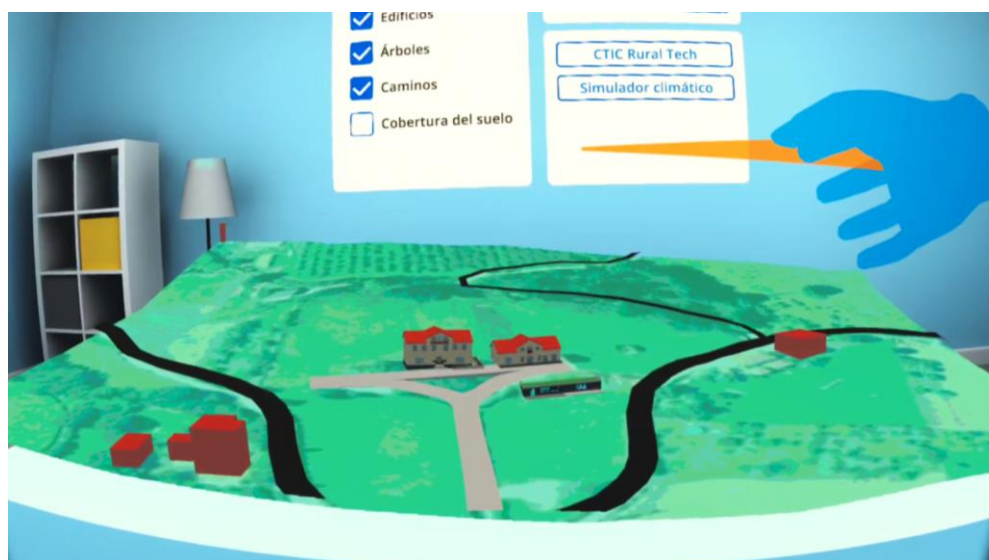 Edificios
Árboles
Caminos
Cobertura del suelo
CTIC Rural Tech
Simulador climático